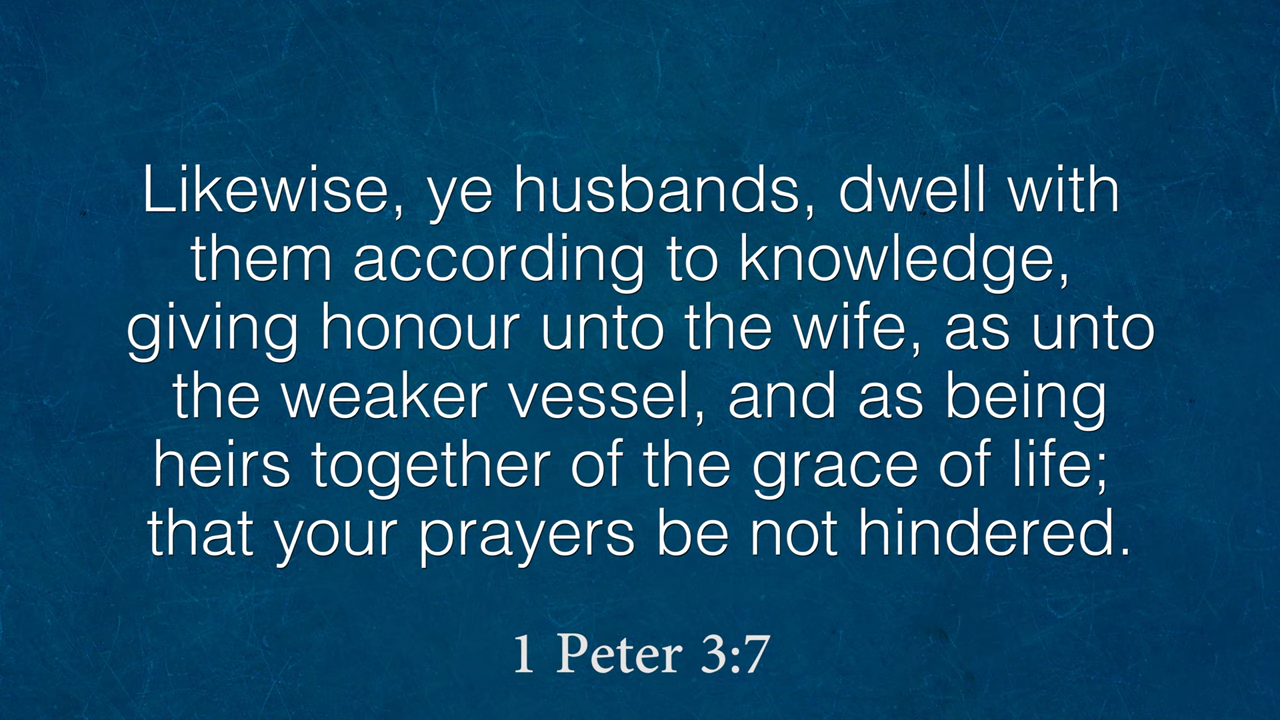 Likewise, ye husbands, dwell with
them according to knowledge,
giving honour unto the wife, as unto
the weaker vessel, and as being
heirs together of the grace of life;
that your prayers be not hindered.
1 Peter 3:7